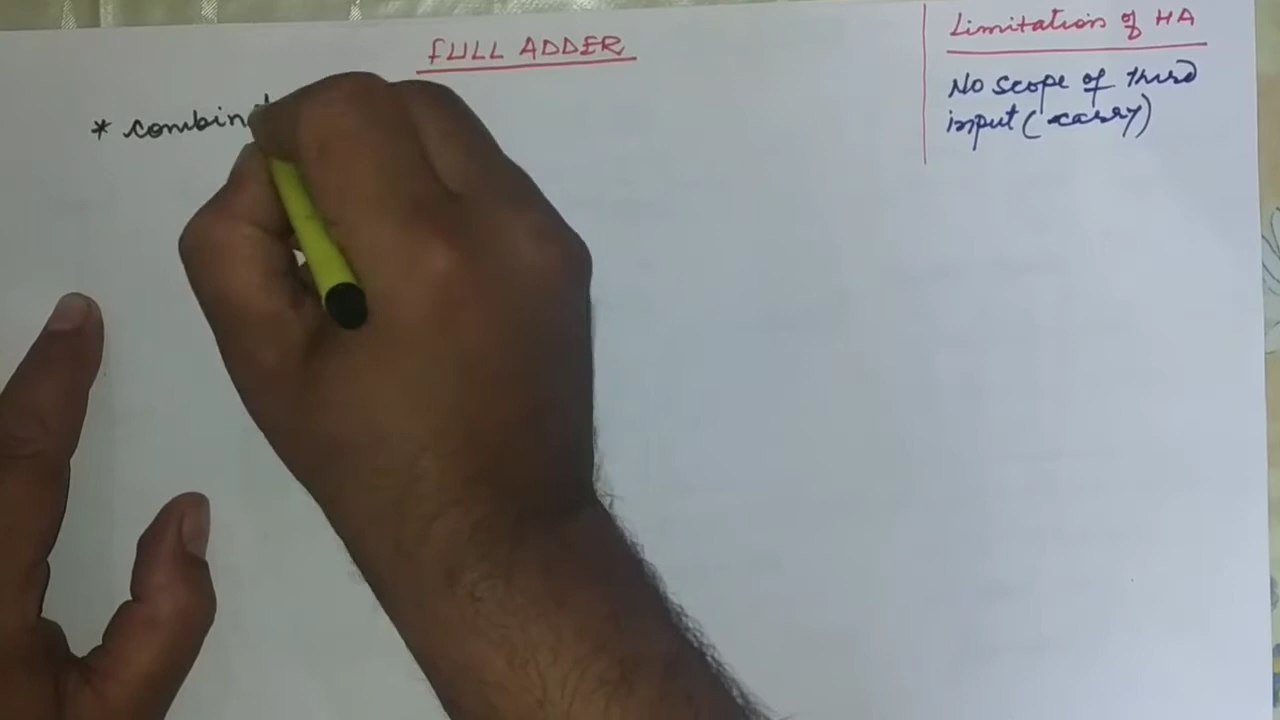 FULL ADDER
* combin
Limitation of HA
No scope of third
input (carry)